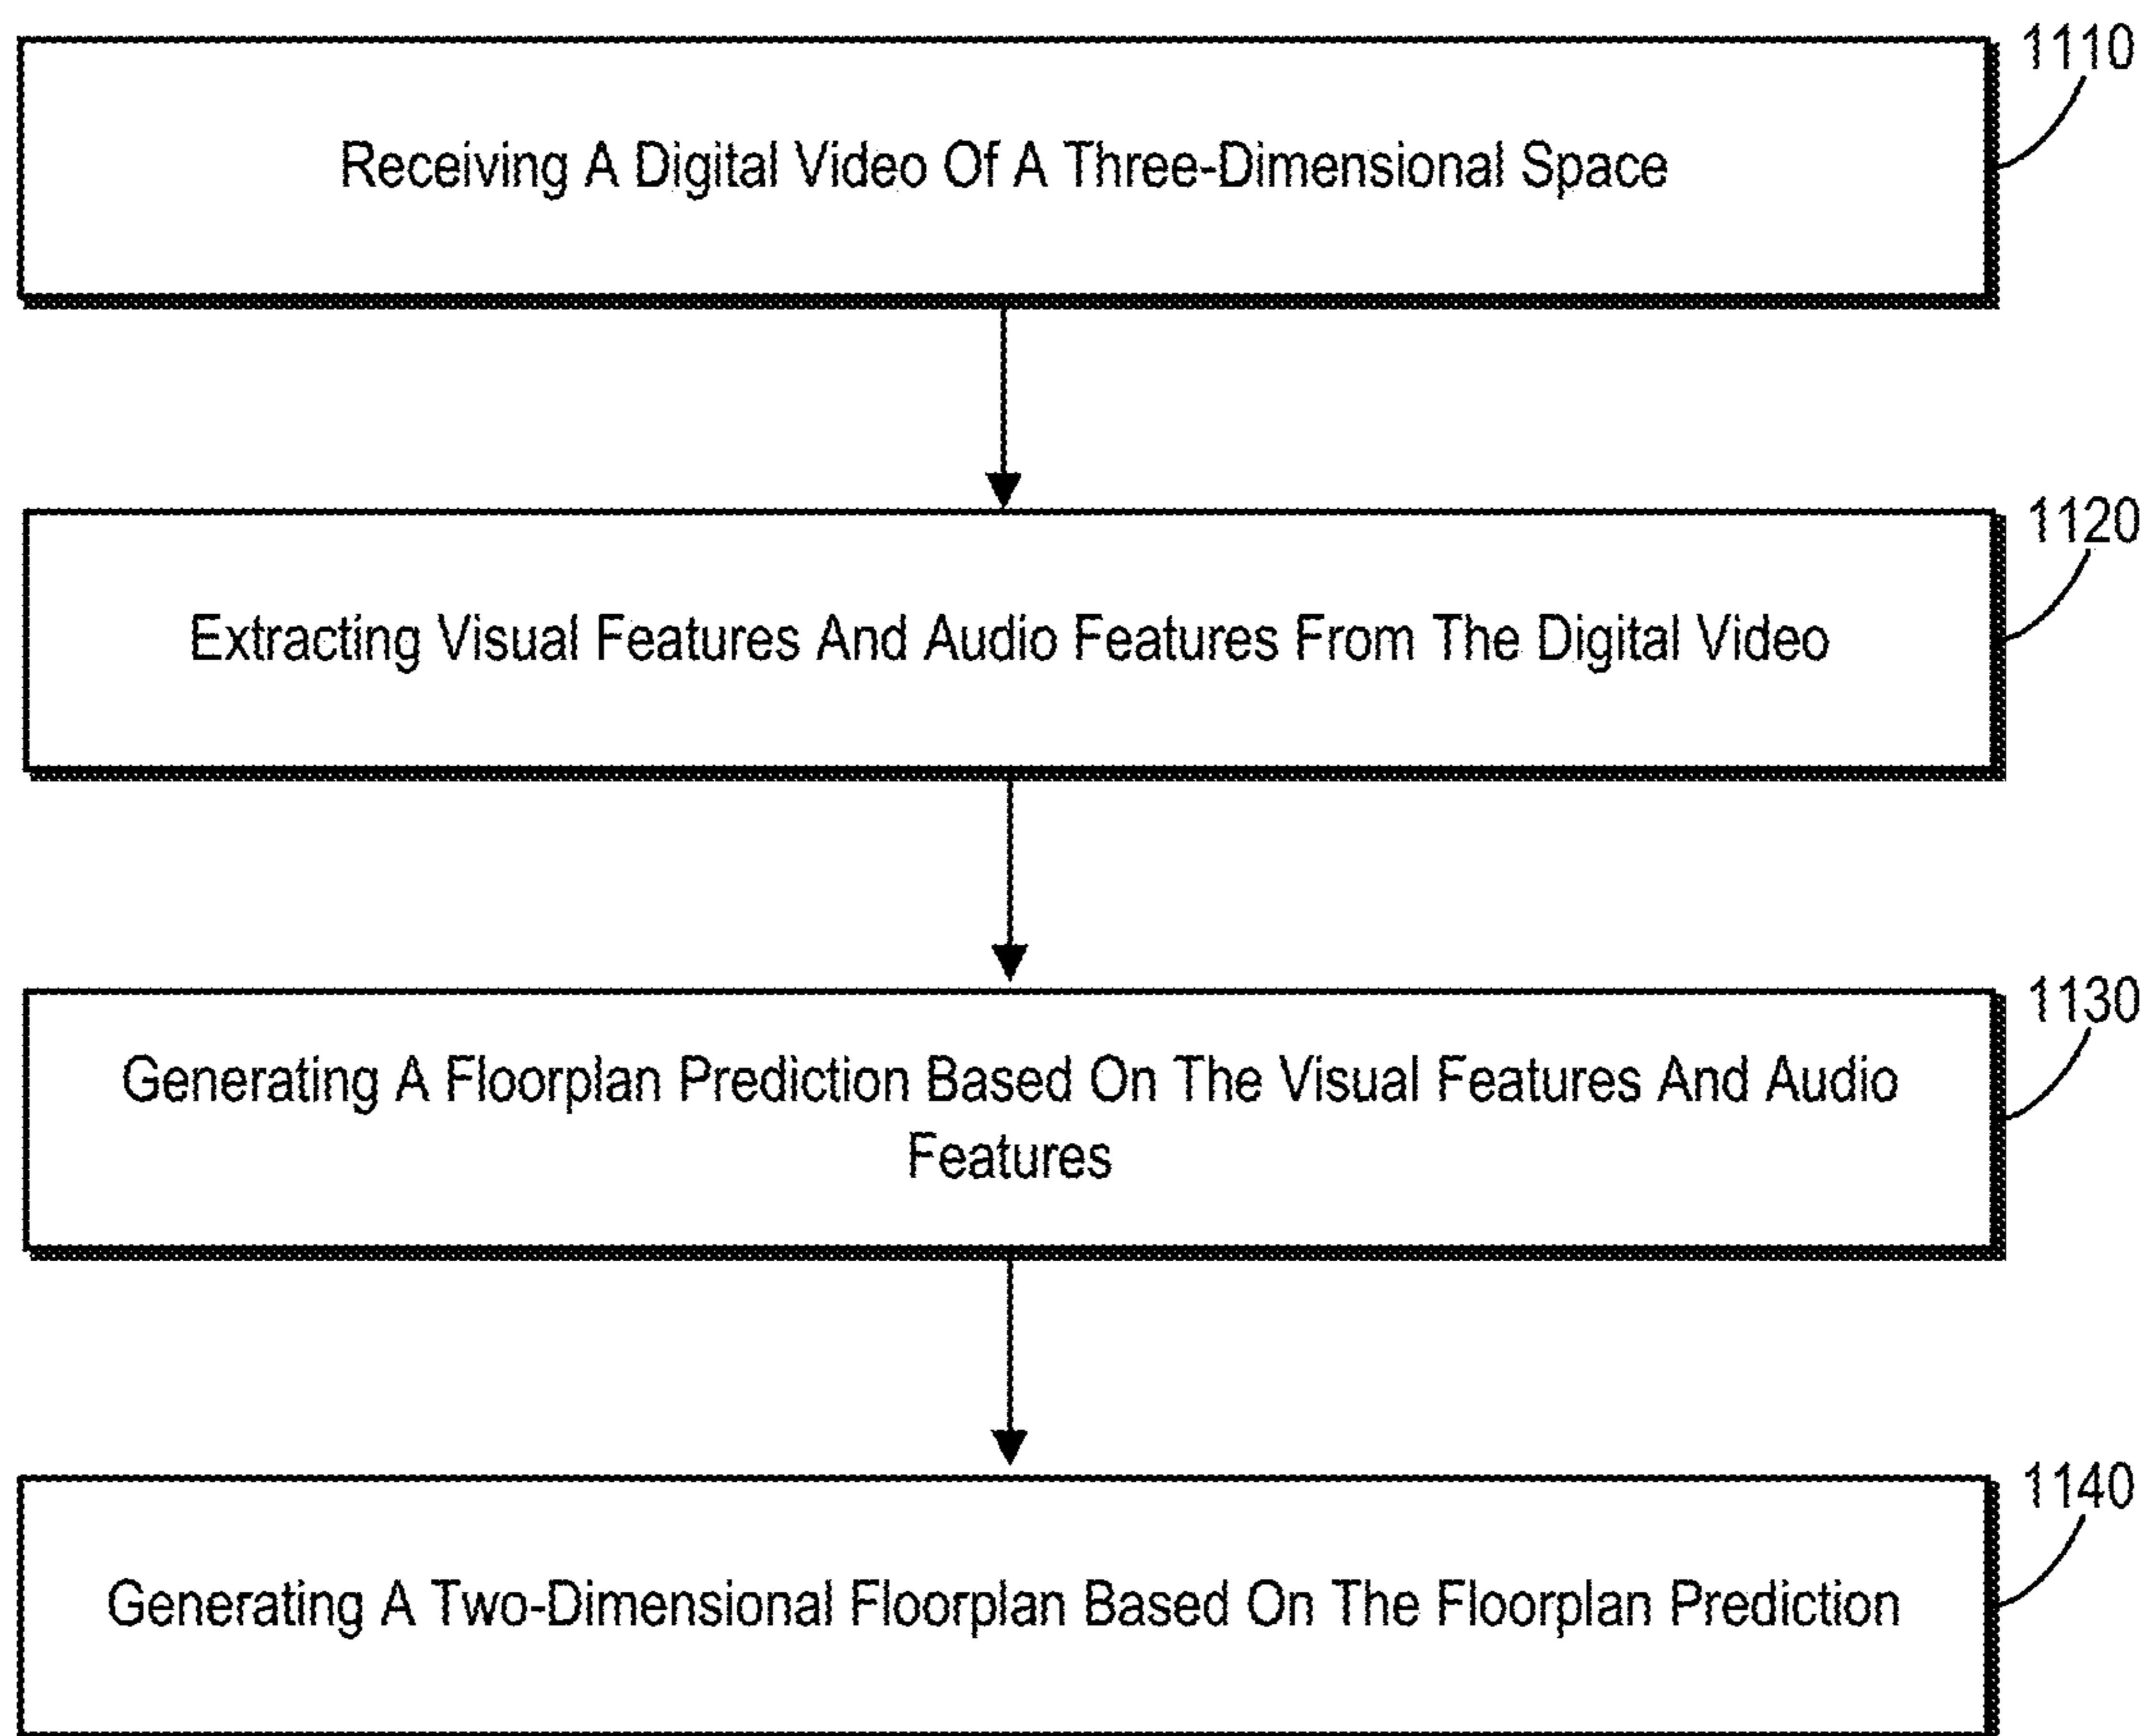 1110
Receiving A Digital Video Of A Three-Dimensional Space
1120
Extracting Visual Features And Audio Features From The Digital Video
1130
Generating A Floorplan Prediction Based On The Visual Features And Audio
Features
1140
Generating A Two-Dimensional Floorplan Based On The Floorplan Prediction